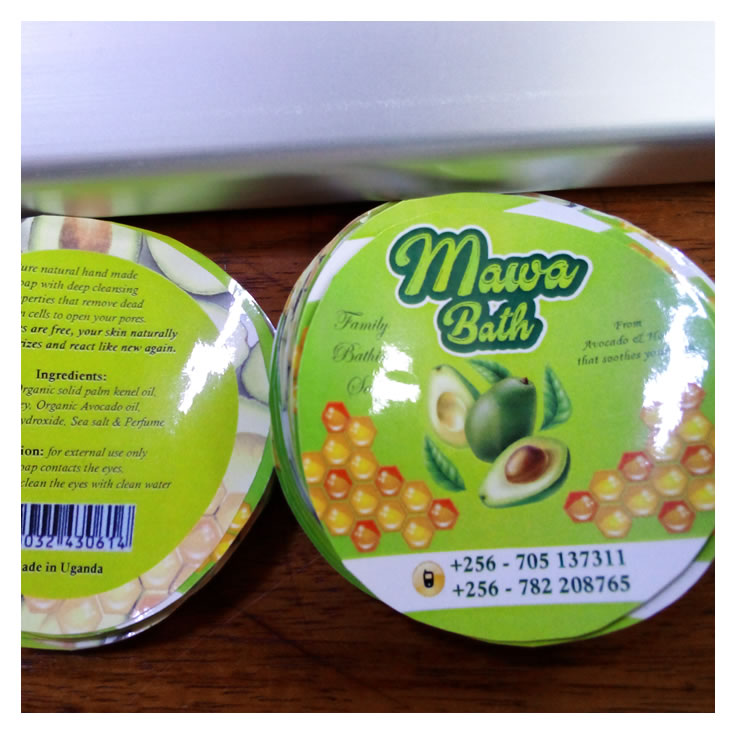 ure natural hand made
oap with deep cleansing
perties that remove dead
cells to open your pores.
s are free, your skin naturally
rizes and react like new again.
Ingredients:
Organic solid palm kenel oil,
y, Organic Avocado oil,
ydroxide, Sea salt & Perfume
ion: for external use only
oap contacts the eyes,
clean the eyes with clean water
032 430614
ade in Uganda
Mawa
Bath
Family
Bathi
So
From
Avocado & H
that soothes yo
+256 - 705 137311
+256 - 782 208765